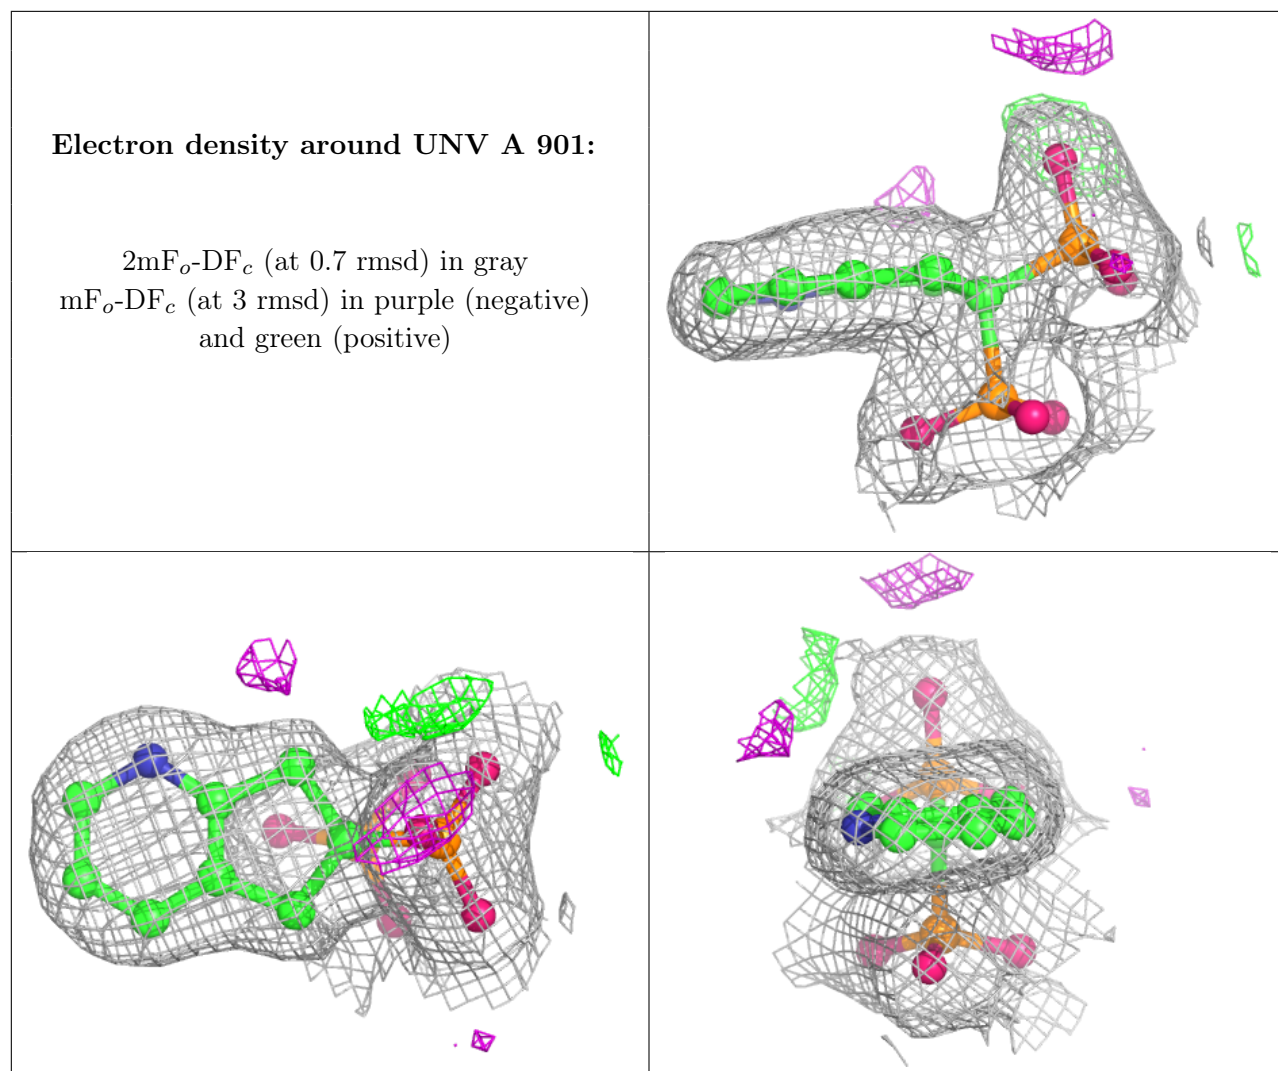 Electron density around UNV A 901:
2mFo-DFc (at 0.7 rmsd) in gray
mFo-DFc (at 3 rmsd) in purple (negative)
and green (positive)